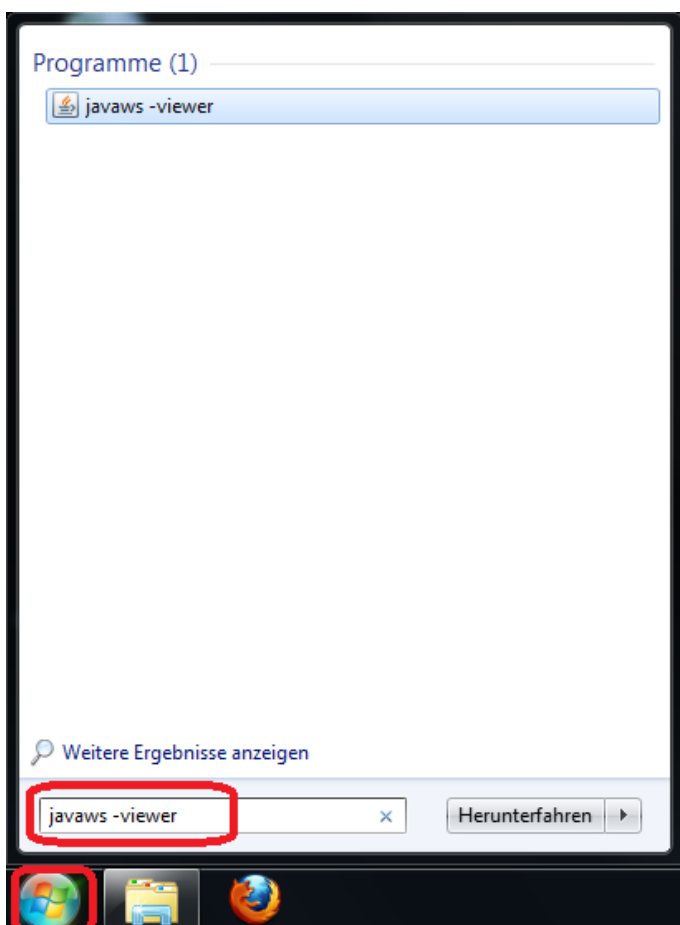 Programme (1)
javaws -viewer
Weitere Ergebnisse anzeigen
javaws -viewer
Herunterfahren